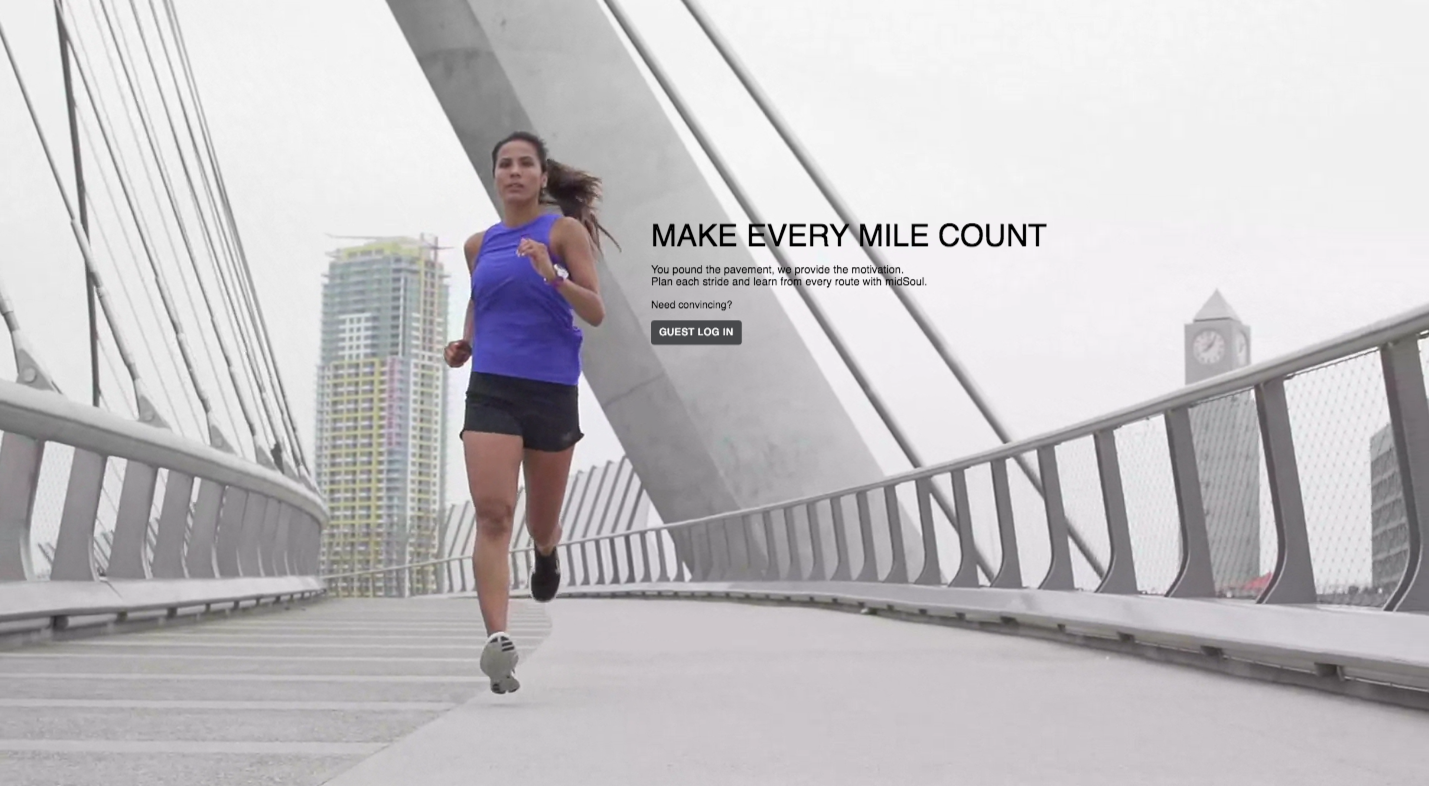 MAKE EVERY MILE COUNT
You pound the pavement, we provide the motivation.
Plan each stride and learn from every route with midSoul.
Need convincing?
GUEST LOG IN